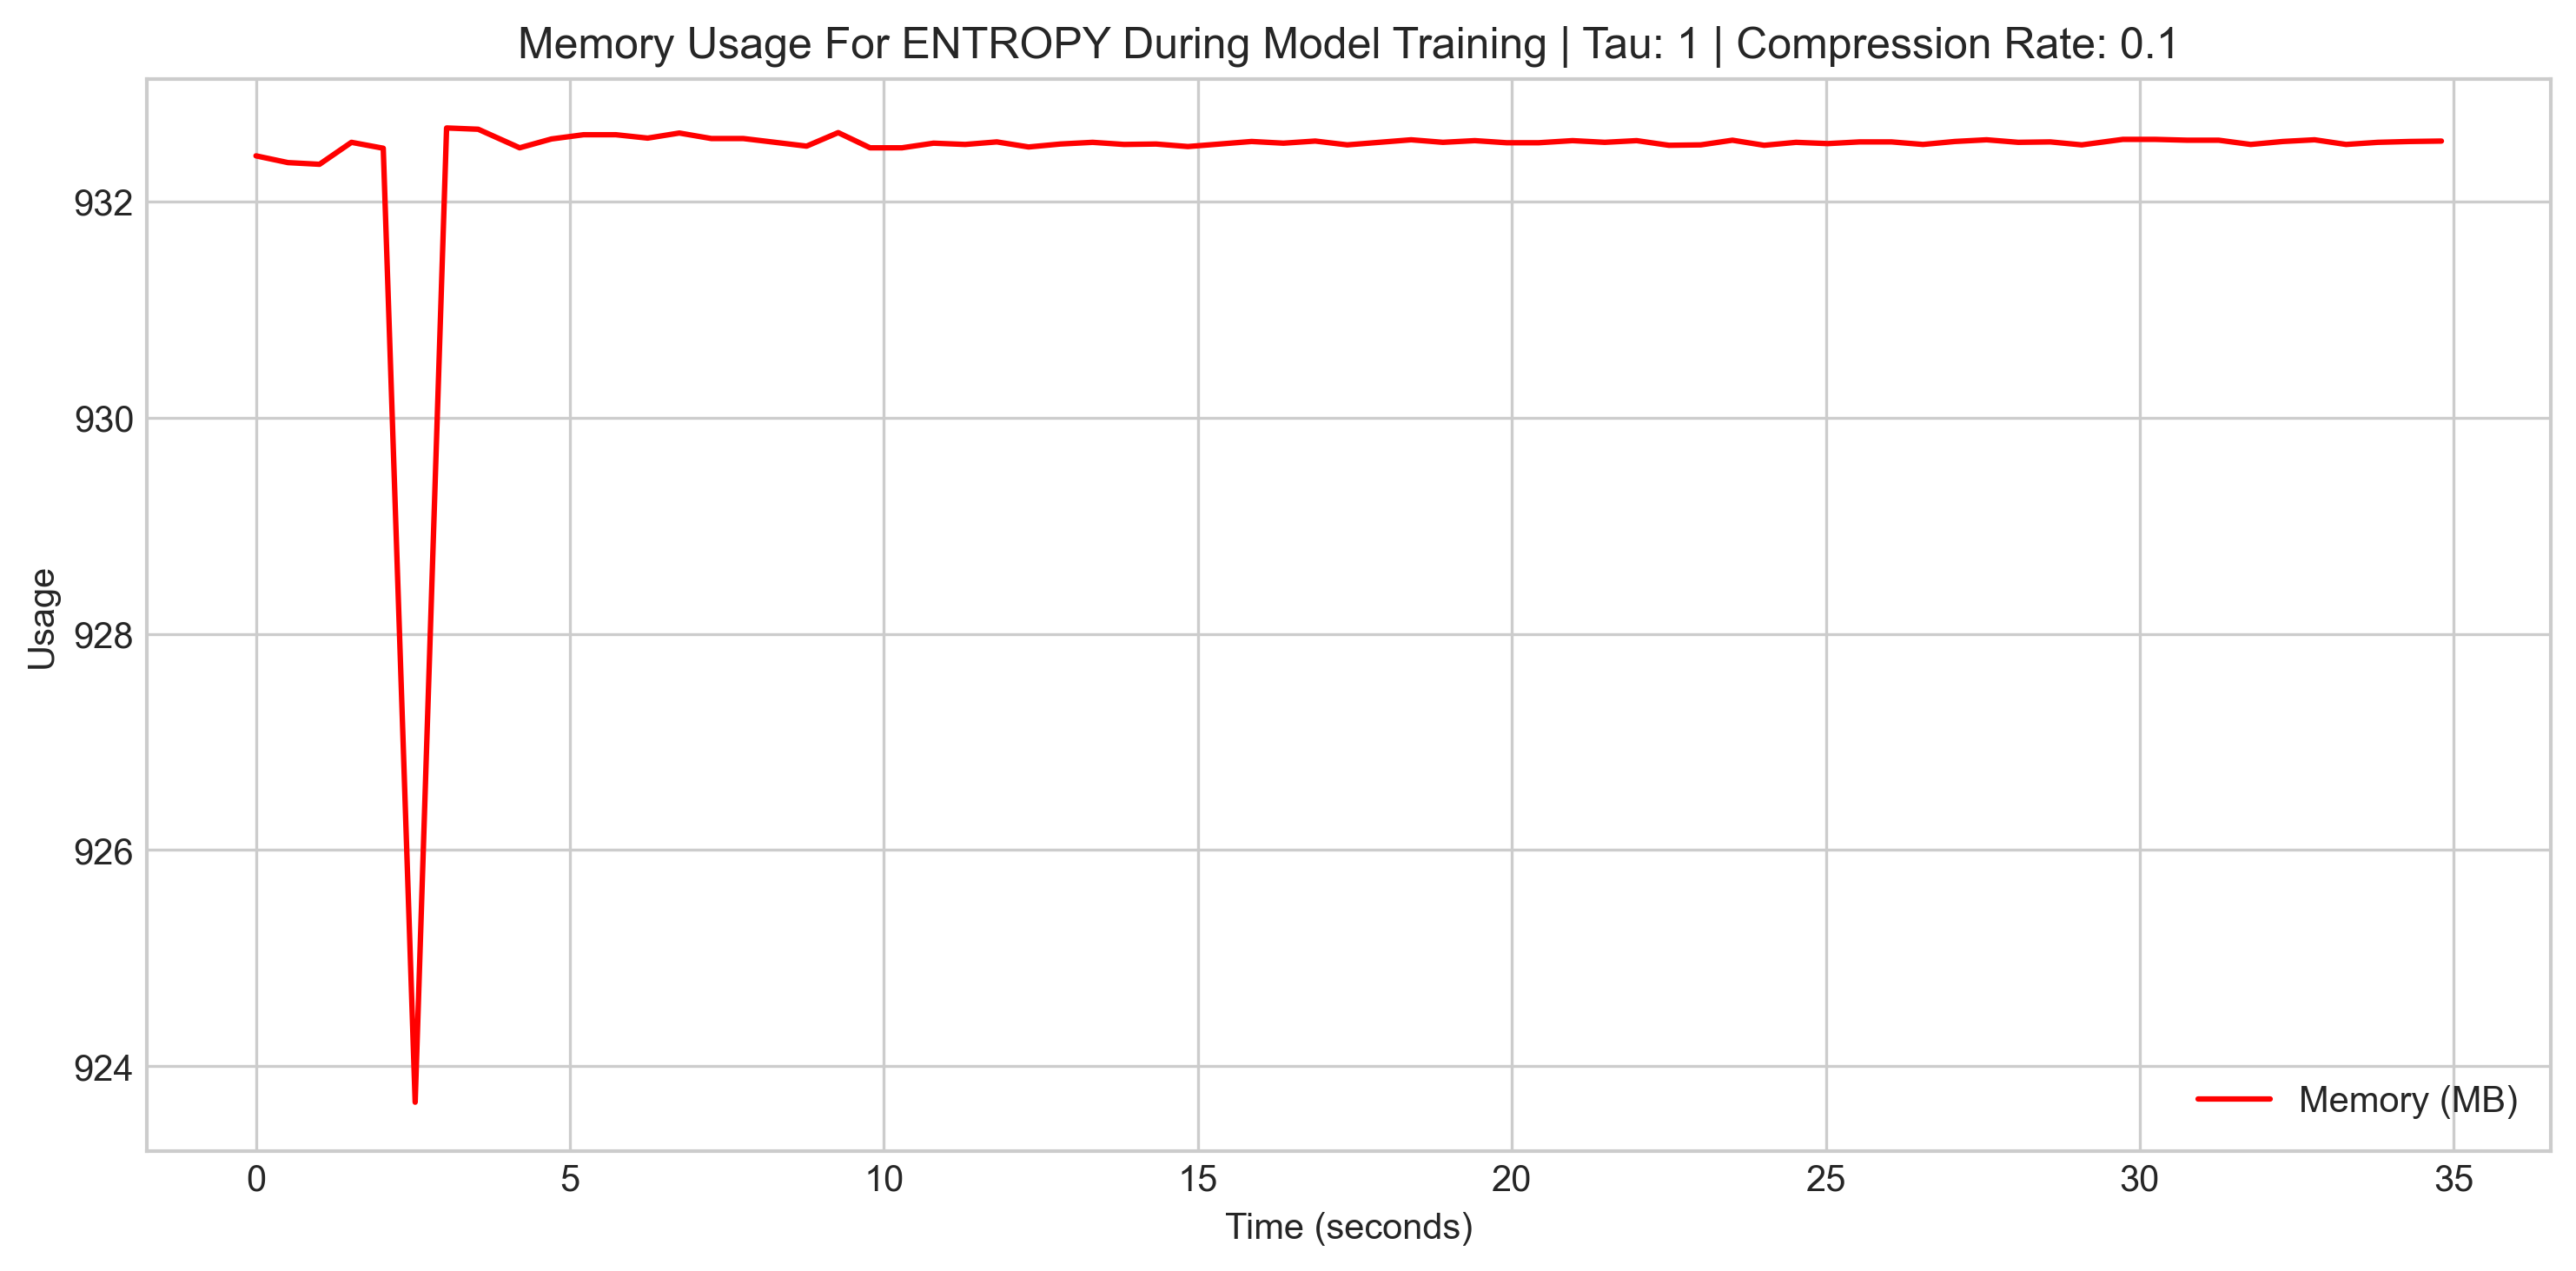 Memory Usage For ENTROPY During Model Training | Tau: 1 | Compression Rate: 0.1
932
930
928
926
924
Usage
Memory (MB)
0 5 10 15 20 25 30 35
Time (seconds)